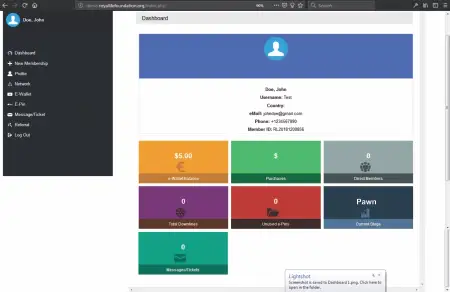 90%
Search
Doe, John
Dashboard
New Membership
Profile
Network
E-Wallet
E-Pin
Message/Ticket
Referral
Log Out
Dashboard
Doe, John
Username: Test
Country:
eMail: johndoe@gmail.com
Phone: +1234567890
Member ID:
$5.00
e-Wallet Balance
$
Purchases
0
Direct Members
0
Total Downlines
0
Unused e-Pins
Pawn
Current Stage
0
Messages/Tickets
Lightshot
Screenshot is saved to Dashboard 1.png. Click here to
open in the folder.